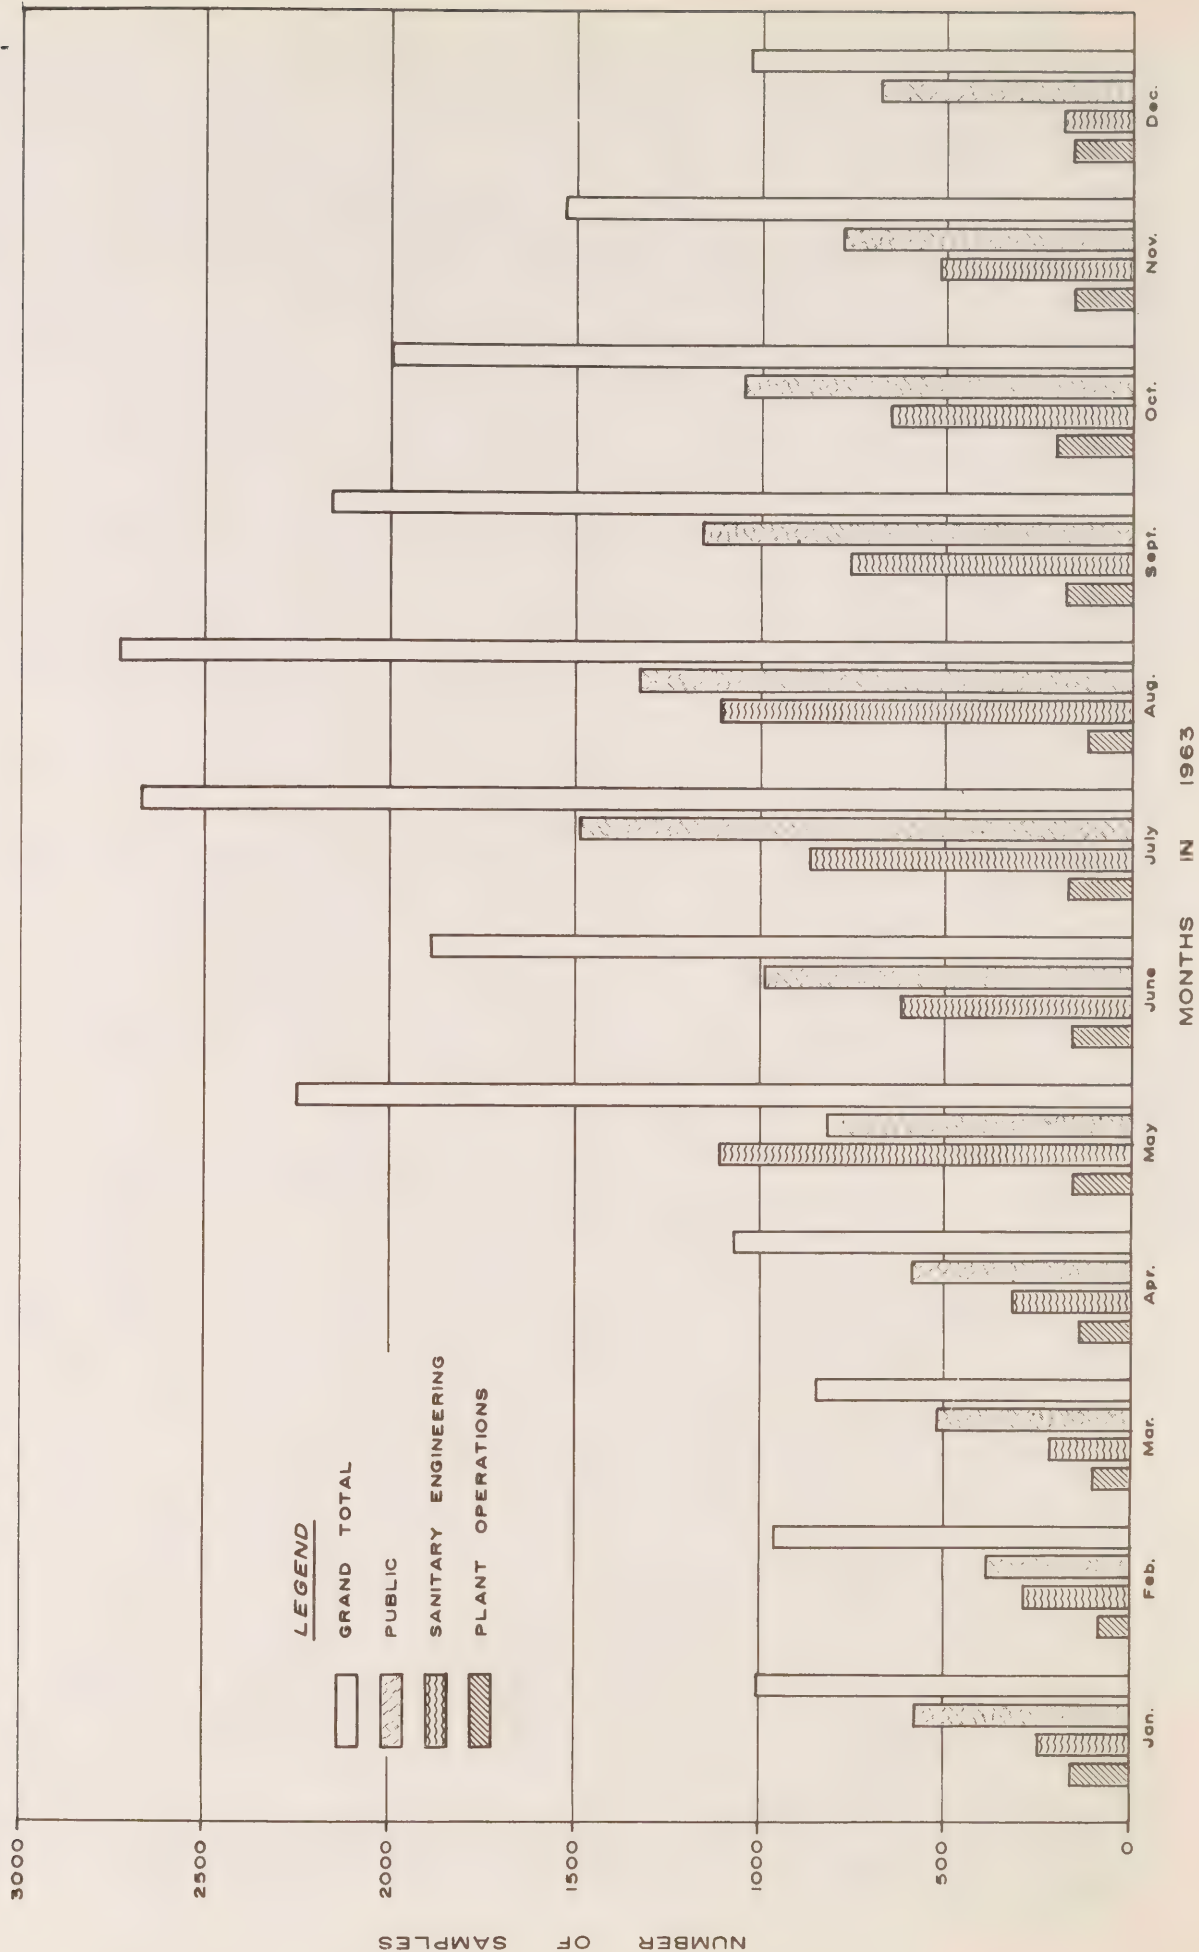 3000
2500
2000
1500
1000
500
0
NUMBER OF SAMPLES
LEGEND
GRAND TOTAL
PUBLIC
SANITARY ENGINEERING
PLANT OPERATIONS
Jan.
Feb.
Mar.
Apr.
May
June
July
Aug.
Sept.
Oct.
Nov.
Dec.
MONTHS IN 1963